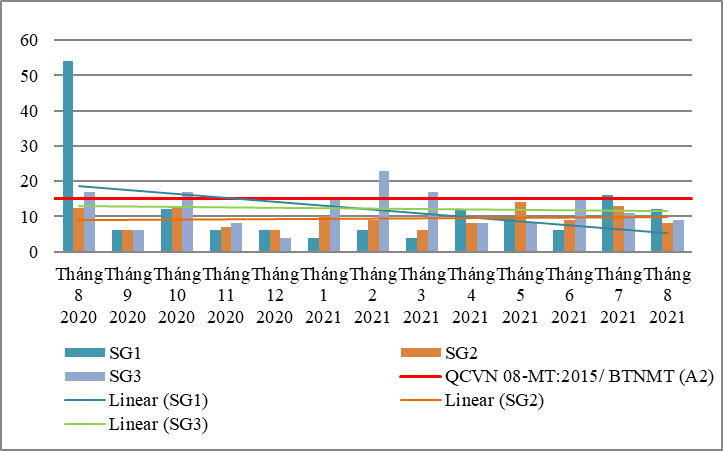 60
50
40
30
20
10
0
Tháng Tháng Tháng Tháng Tháng Tháng Tháng Tháng Tháng Tháng Tháng Tháng Tháng
8 9 10 11 12 1 2 3 4 5 6 7 8
2020 2020 2020 2020 2020 2021 2021 2021 2021 2021 2021 2021 2021
SG1 SG2
SG3 QCVN 08-MT:2015/ BTNMT (A2)
Linear (SG1) Linear (SG2)
Linear (SG3)